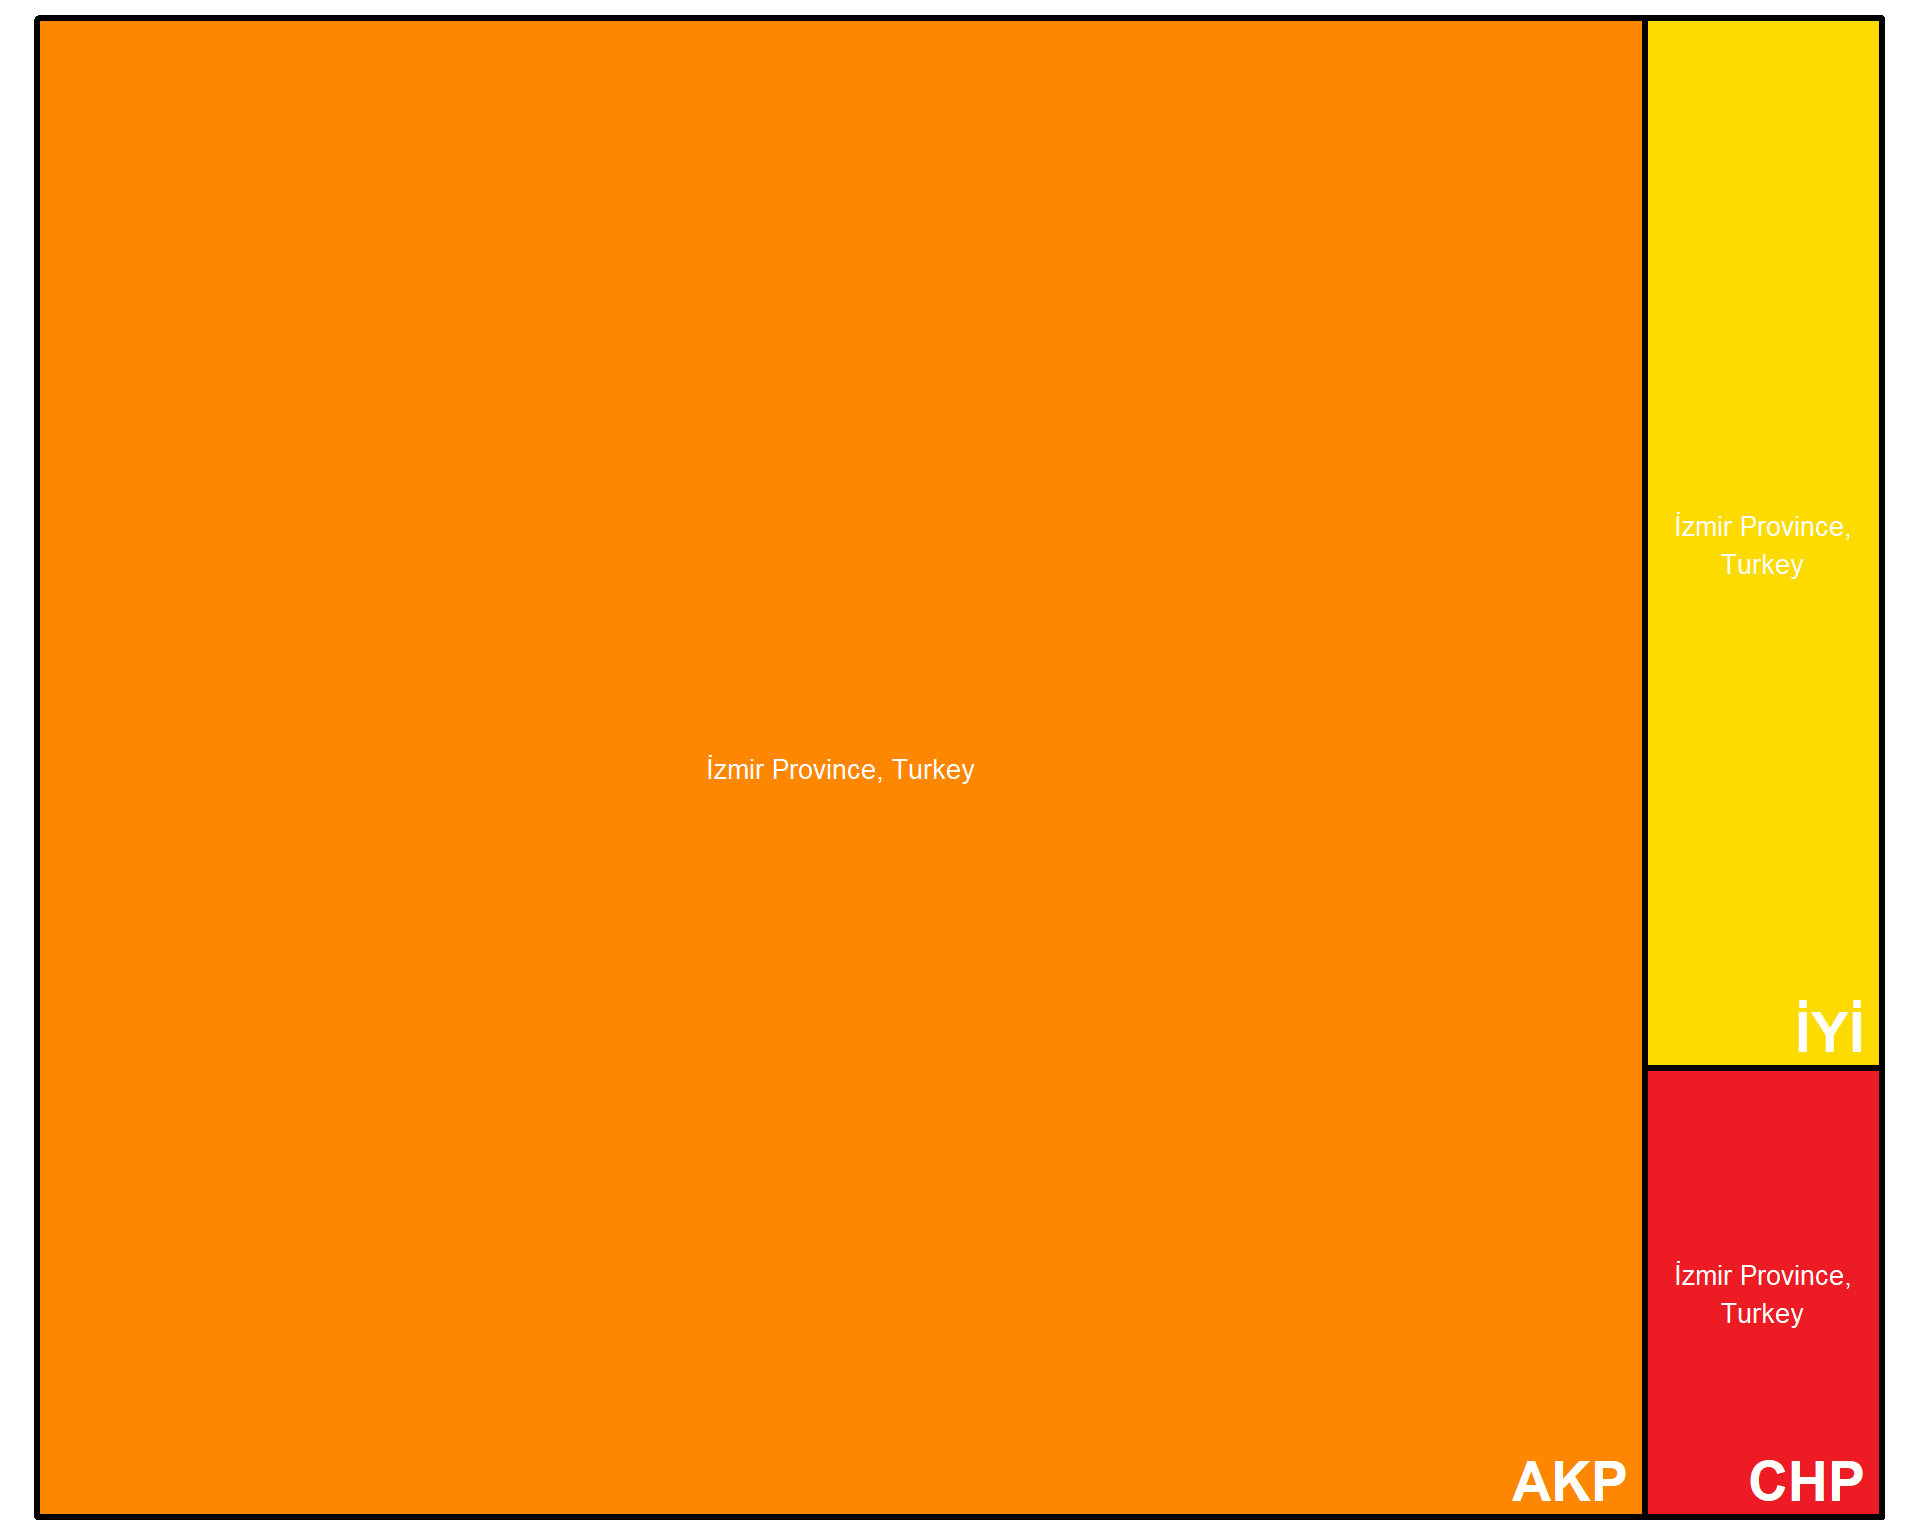 İzmir Province, Turkey
AKP
İzmir Province,
Turkey
İYİ
İzmir Province,
Turkey
CHP